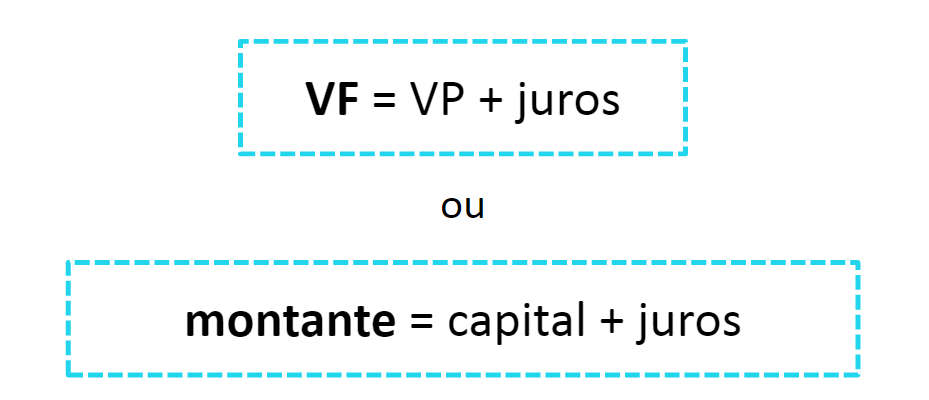 VF = VP + juros
ou
montante = capital + juros